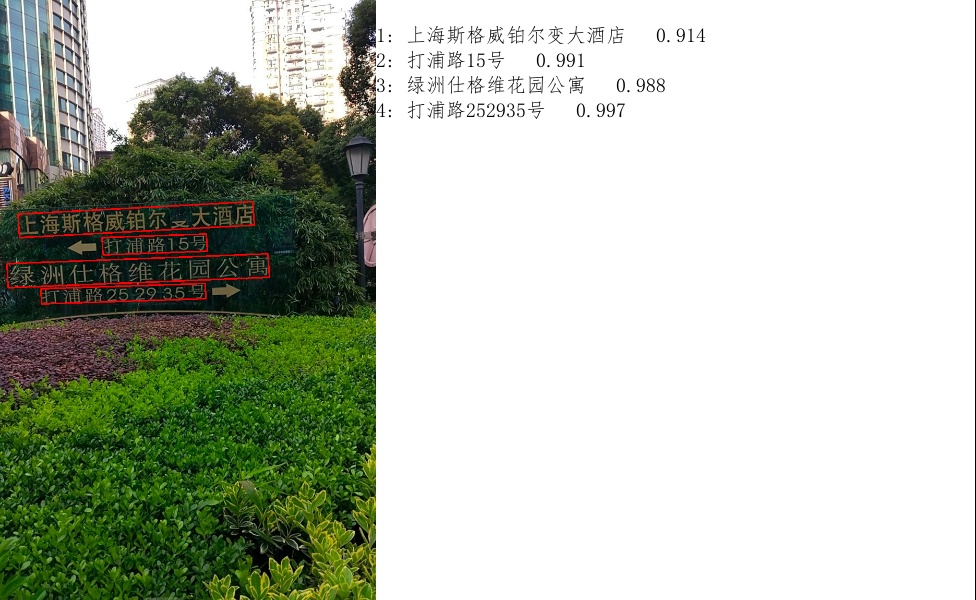 上海斯格威铂尔变大酒店
打浦路15号
绿洲仕格维花园公寓
打浦路25 29 35号
1: 上海斯格威铂尔变大酒店 0.914
2: 打浦路15号 0.991
3: 绿洲仕格维花园公寓 0.988
4: 打浦路252935号 0.997